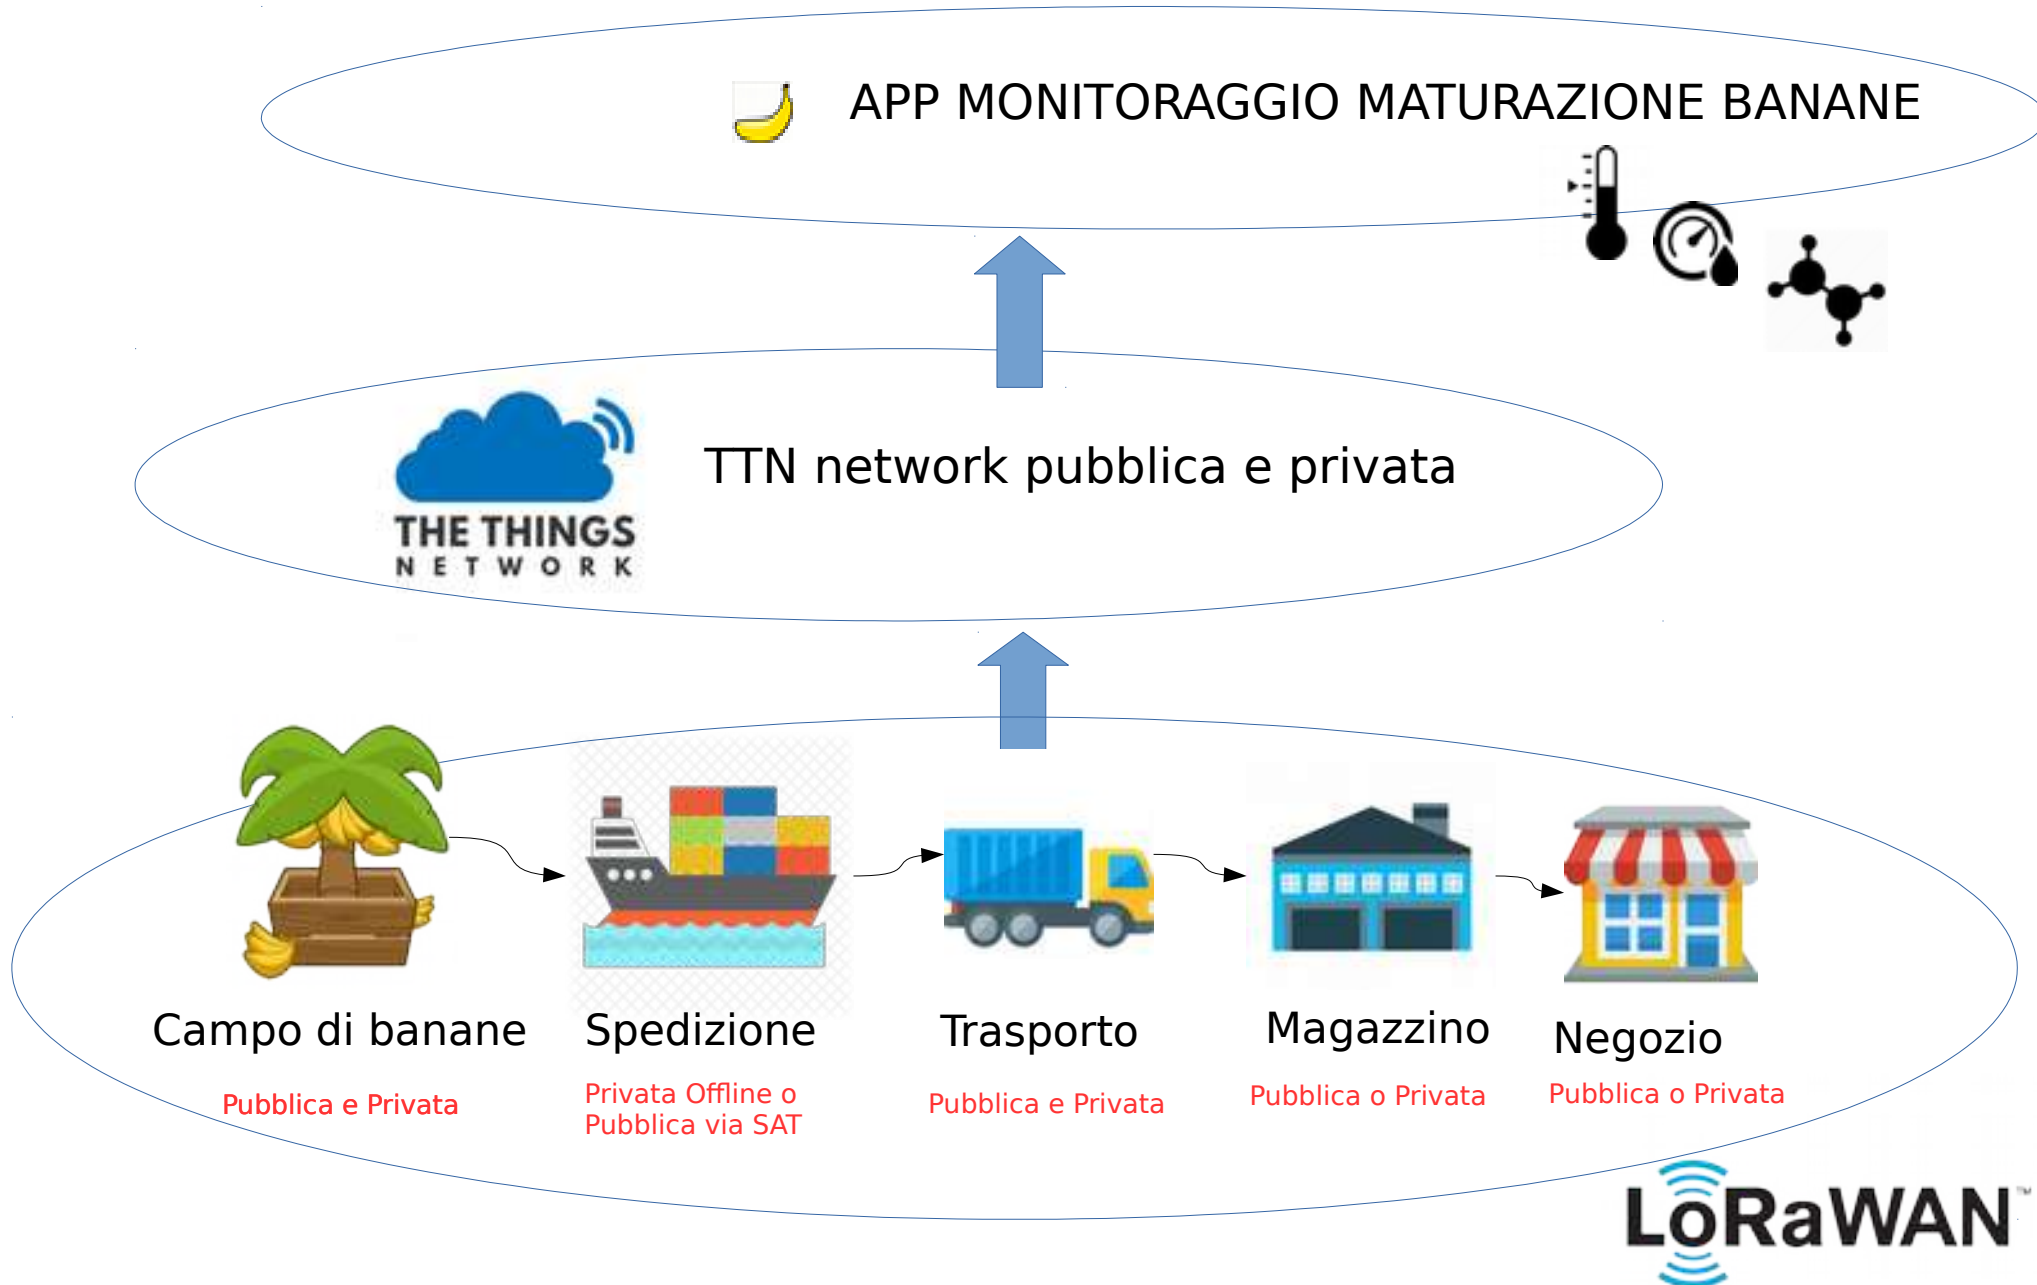 APP MONITORAGGIO MATURAZIONE BANANE
TTN network pubblica e privata
THE THINGS
NETWORK
Campo di banane
Spedizione
Trasporto
Magazzino
Negozio
Pubblica e Privata
Privata Offline o
Pubblica via SAT
Pubblica e Privata
Pubblica o Privata
Pubblica o Privata
LoRaWAN™